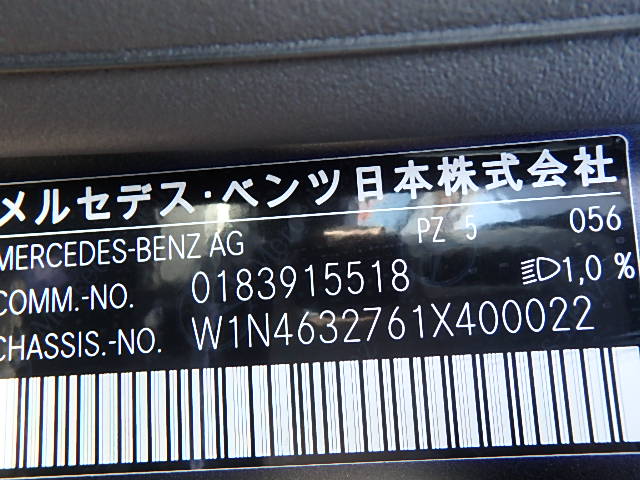 メルセデス・ベンツ日本株式会社
MERCEDES-BENZ AG PZ 5 056
COMM.-NO. 0183915518 1,0 %
CHASSIS.-NO. W1N4632761X400022